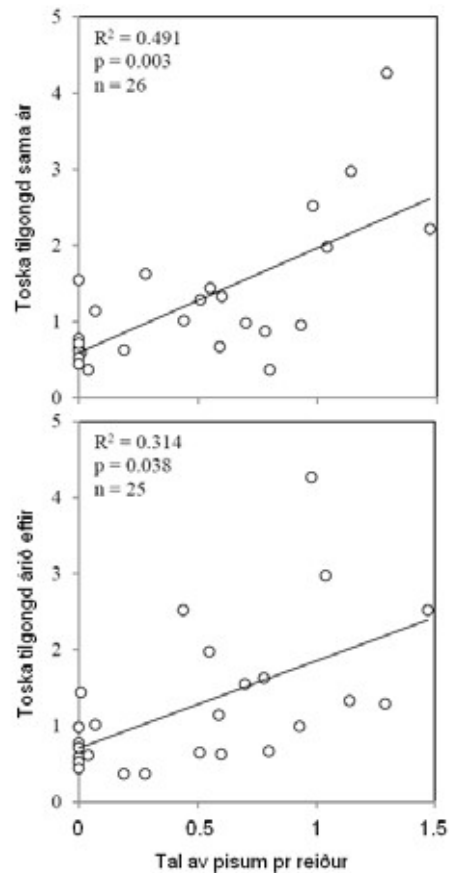 R² = 0.491
p = 0.003
n = 26
Toska tilgongd sama ár
5
4
3
2
1
0
R² = 0.314
p = 0.038
n = 25
Toska tilgongd árið eftir
5
4
3
2
1
0
0 0.5 1 1.5
Tal av pisum pr reiður